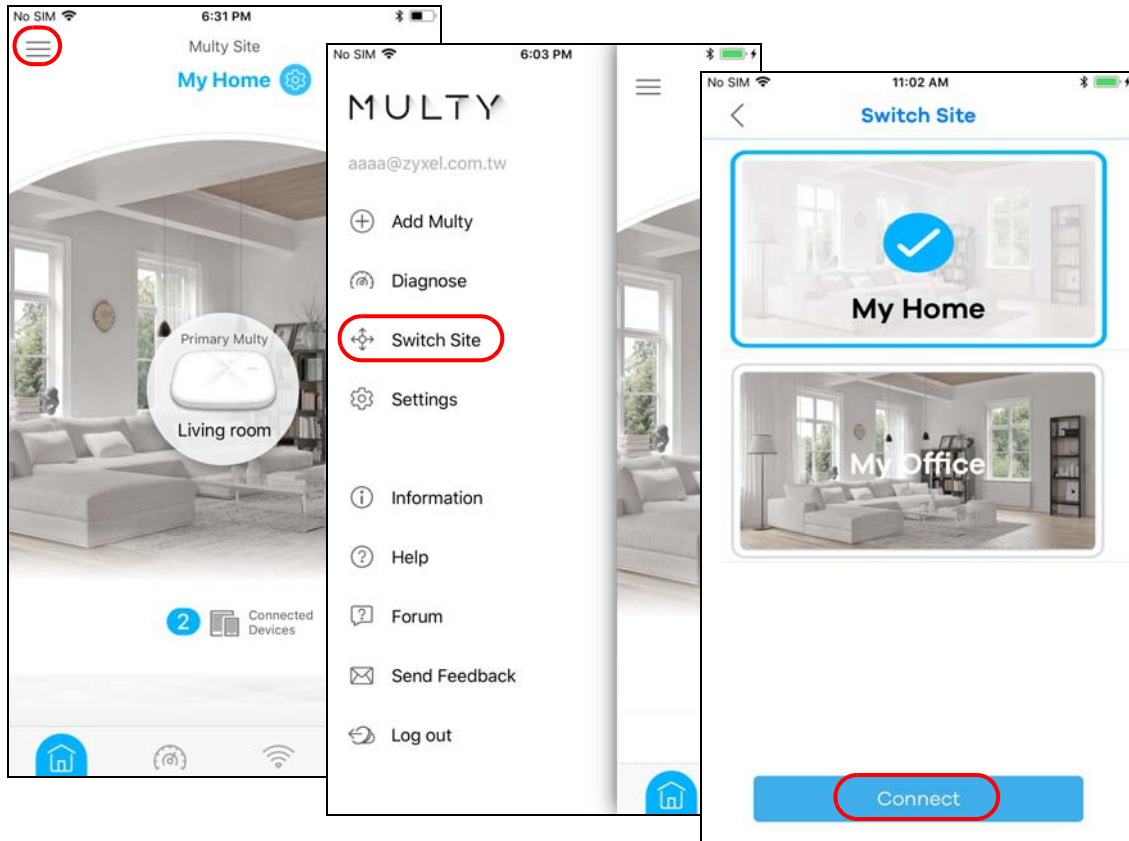 No SIM 6:31 PM
Multy Site
My Home
Primary Multy
Living room
2 Connected
Devices
No SIM 6:03 PM
MULTY
aaaa@zyxel.com.tw
Add Multy
Diagnose
Switch Site
Settings
Information
Help
Forum
Send Feedback
Log out
No SIM 11:02 AM
Switch Site
My Home
My Office
Connect